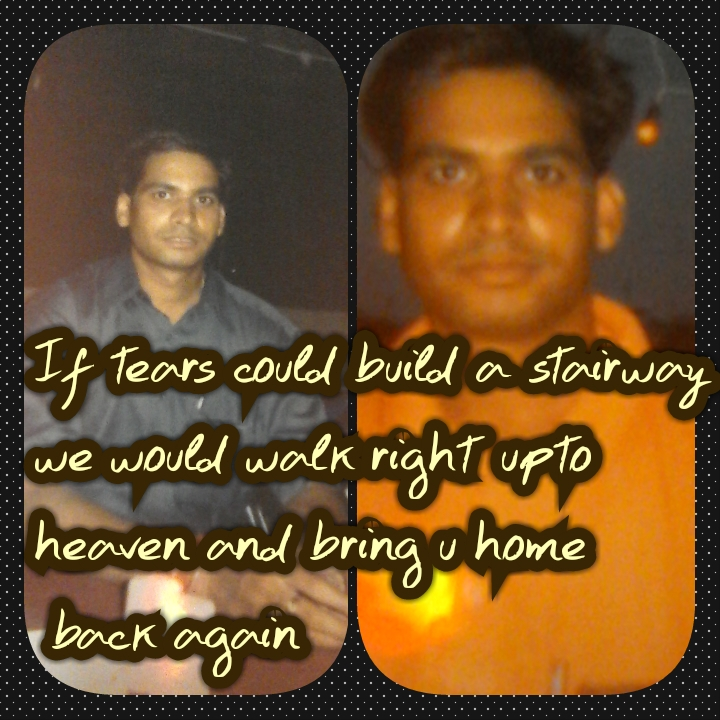 If tears could build a stairway
we would walk right upto
heaven and bring u home
back again